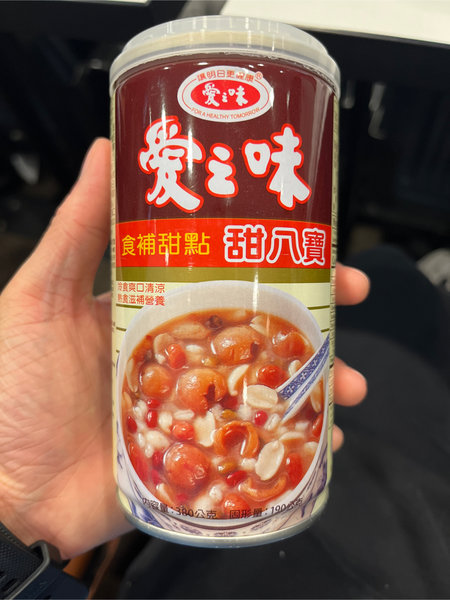 讓明日更健康®
愛之味
FOR A HEALTHY TOMORROW
愛之味
食補甜點 甜八寶
冷食爽口清涼
熱食滋補營養
內容量:380公克 固形量:190公克